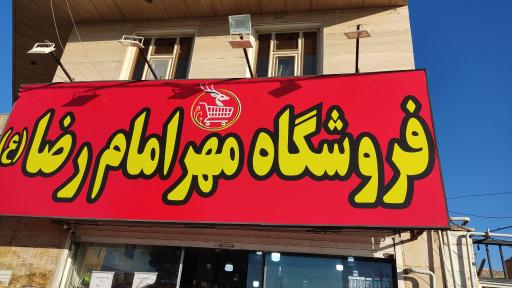 فروشگاه مهر امام رضا (ع)